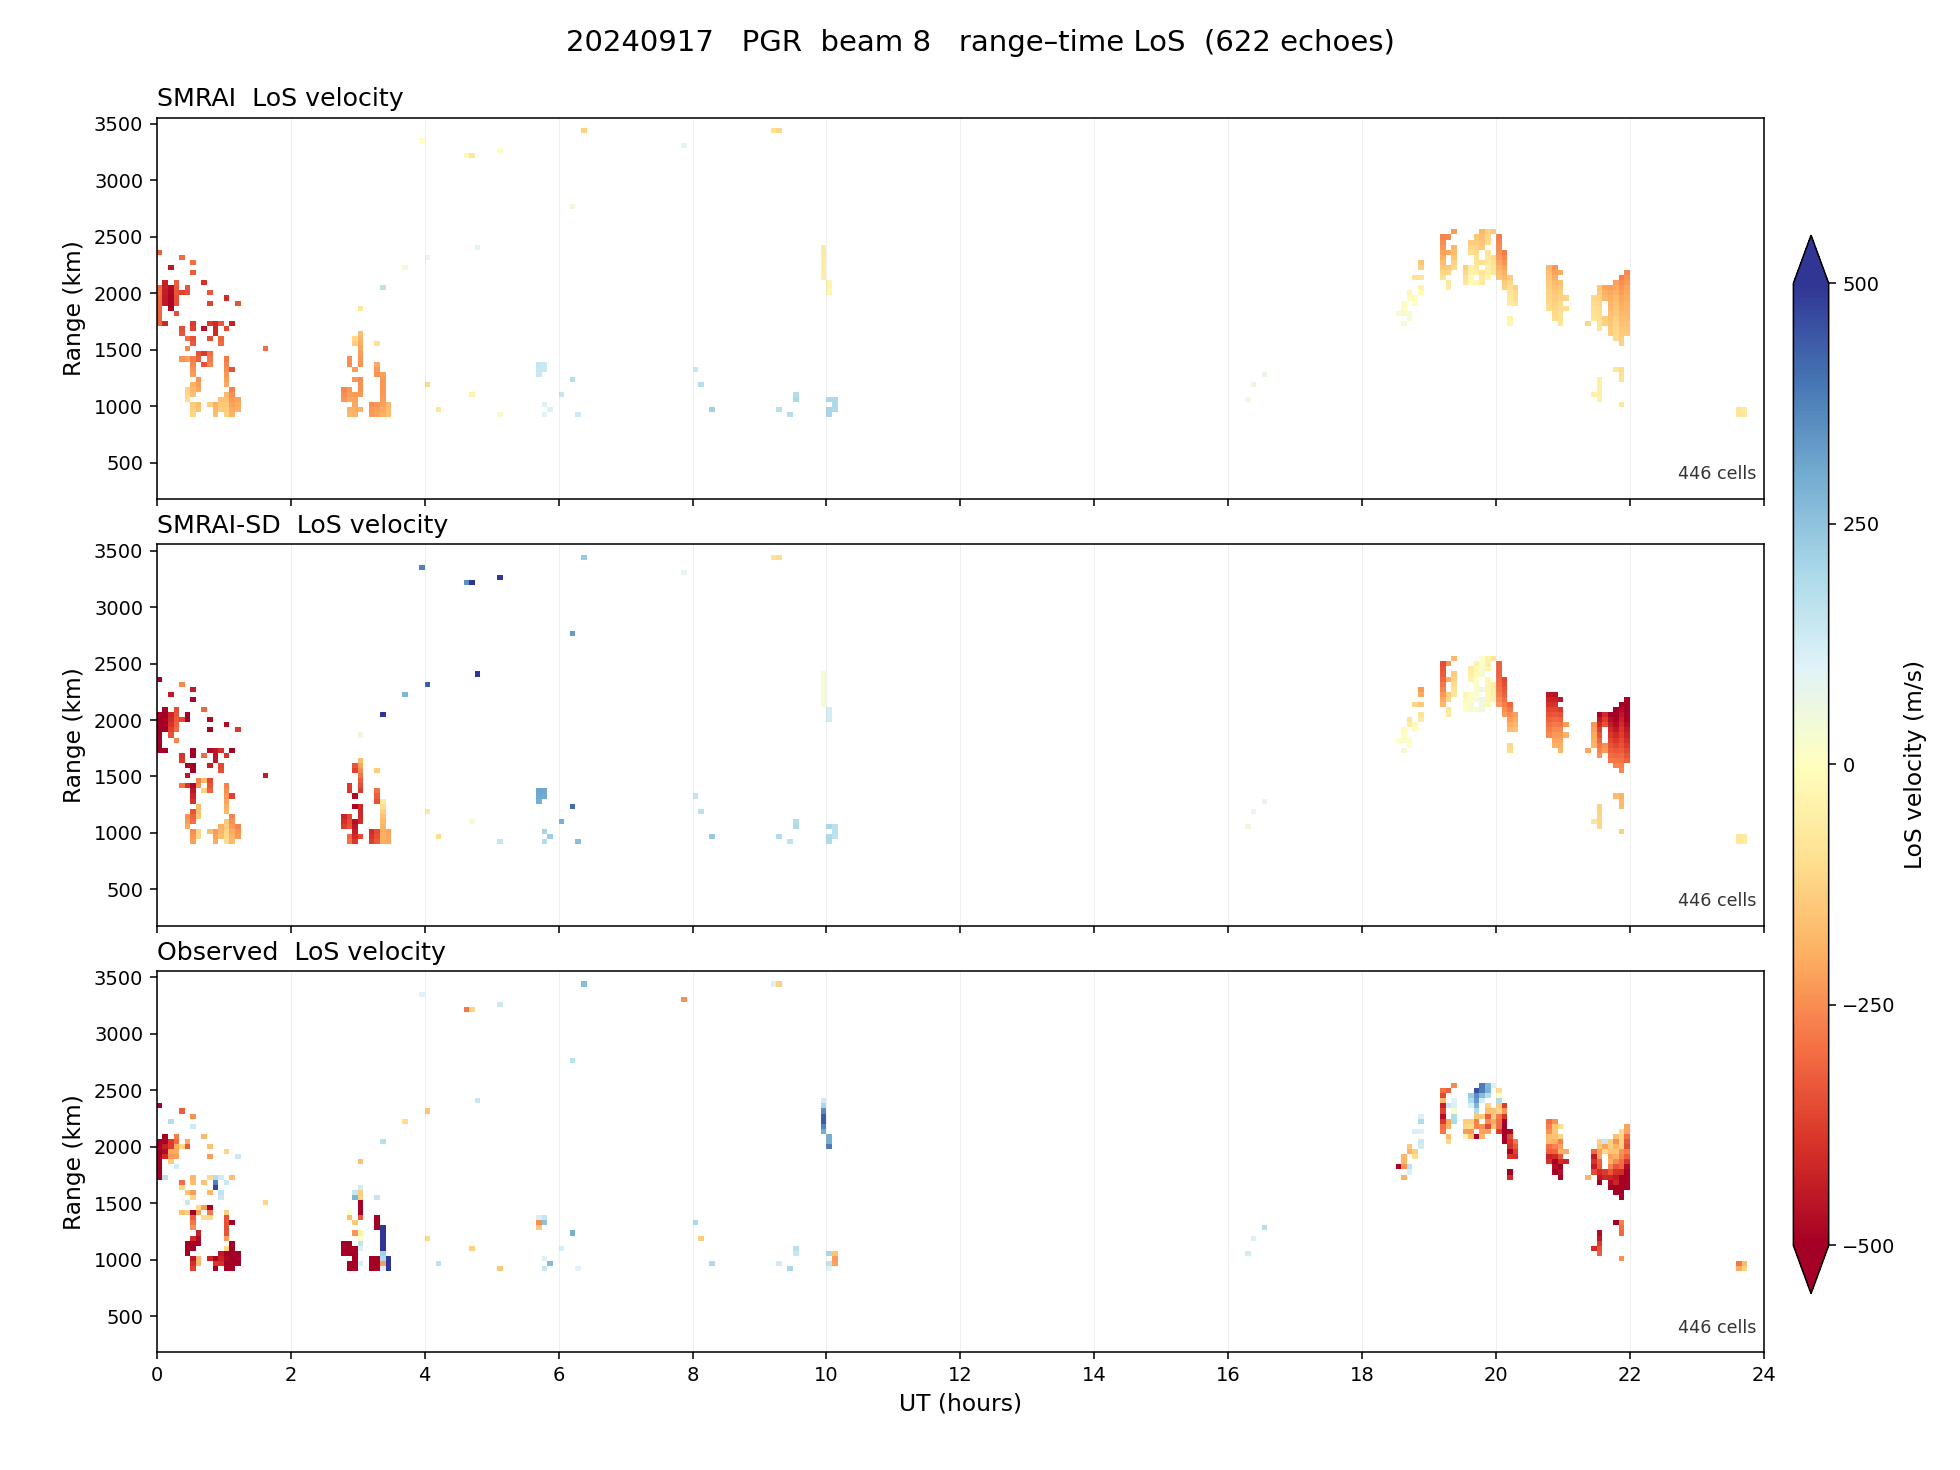 20240917   PGR  beam 8   range–time LoS  (622 echoes)
SMRAI  LoS velocity
3500
3000
2500
2000
1500
1000
500
Range (km)
446 cells
SMRAI-SD  LoS velocity
3500
3000
2500
2000
1500
1000
500
Range (km)
446 cells
Observed  LoS velocity
3500
3000
2500
2000
1500
1000
500
Range (km)
446 cells
0 2 4 6 8 10 12 14 16 18 20 22 24
UT (hours)
500
250
0
−250
−500
LoS velocity (m/s)